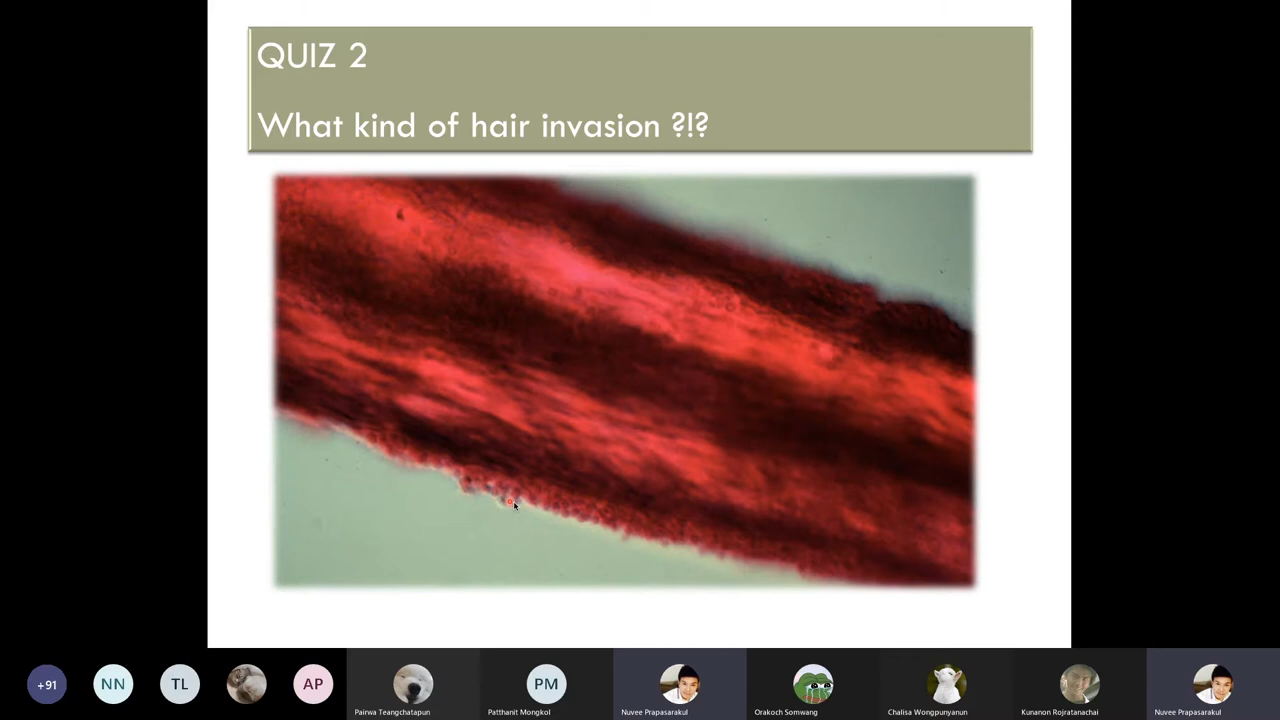 QUIZ 2
What kind of hair invasion ?!?
+91
NN
TL
AP
PM
Pairwa Teangchatapun
Patthanit Mongkol
Nuvee Prapasarakul
Orakoch Somwang
Chalisa Wongpunyanun
Kunanon Rojratanachai
Nuvee Prapasarakul